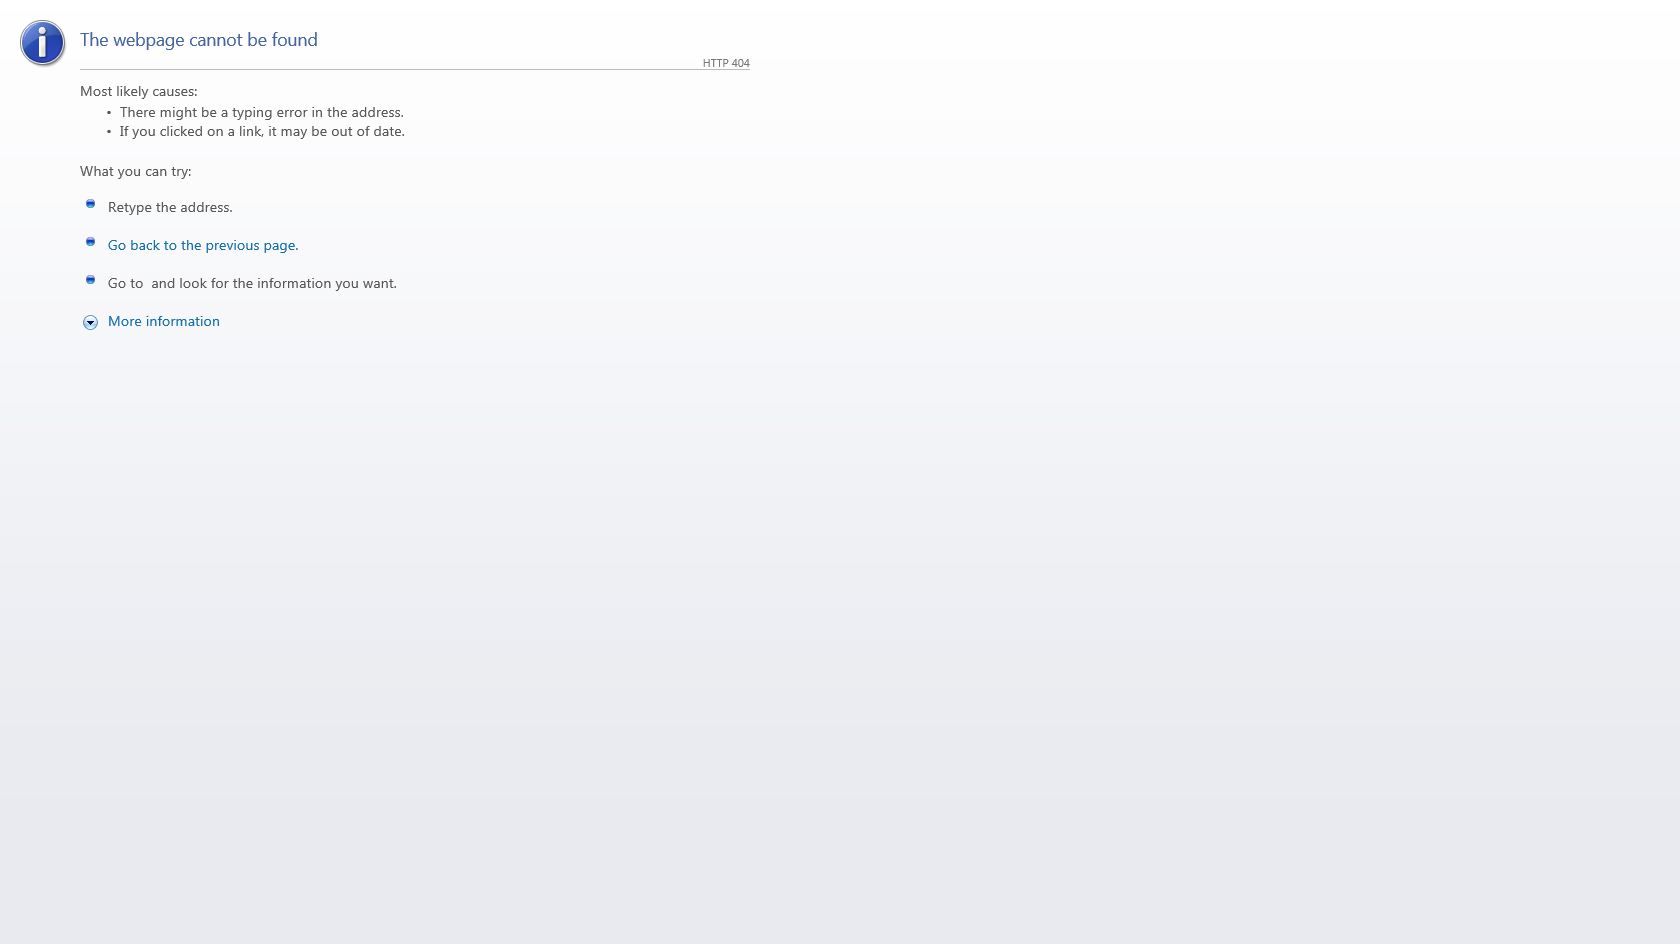 The webpage cannot be found
HTTP 404
Most likely causes:
• There might be a typing error in the address.
• If you clicked on a link, it may be out of date.
What you can try:
Retype the address.
Go back to the previous page.
Go to  and look for the information you want.
More information